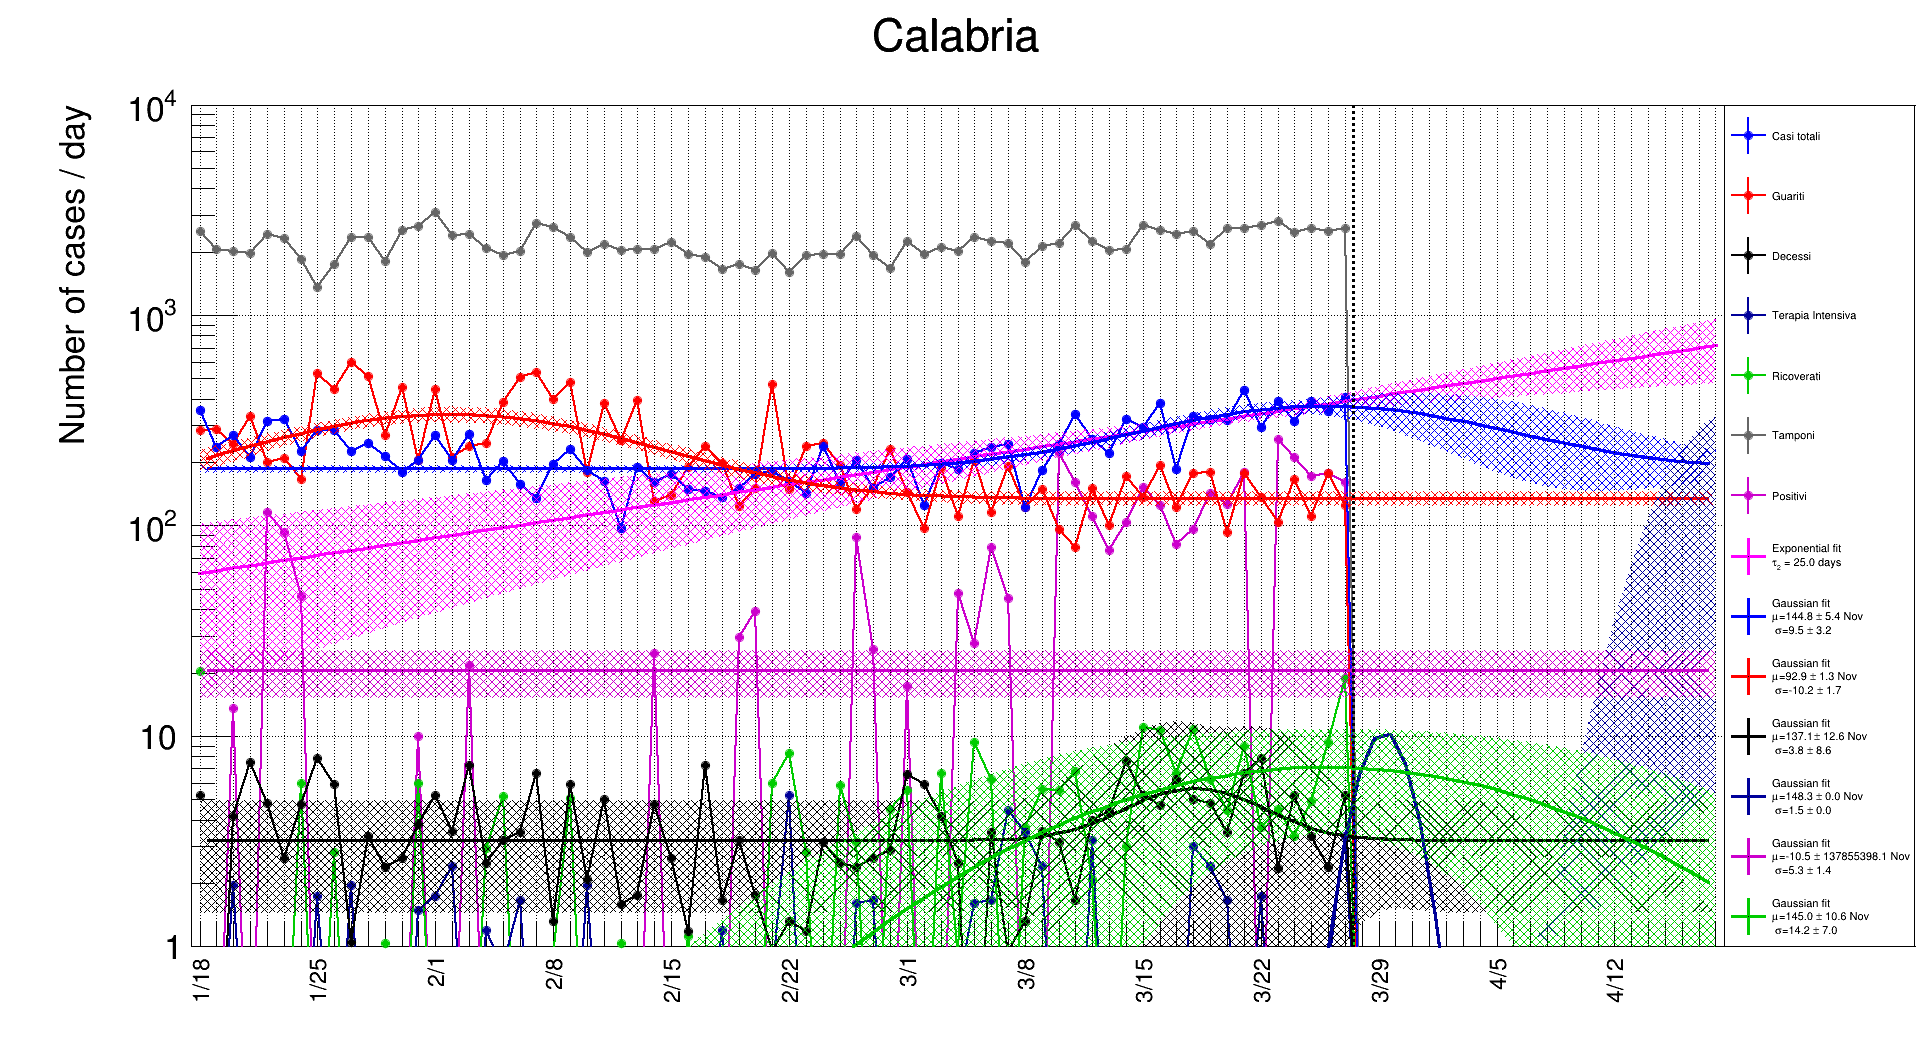 Calabria
Number of cases / day
10⁴
10³
10²
10
1
1/18
1/25
2/1
2/8
2/15
2/22
3/1
3/8
3/15
3/22
3/29
4/5
4/12
Casi totali
Guariti
Decessi
Terapia Intensiva
Ricoverati
Tamponi
Positivi
Exponential fit
τ₂ = 25.0 days
Gaussian fit
μ=144.8 ± 5.4 Nov
σ=9.5 ± 3.2
Gaussian fit
μ=92.9 ± 1.3 Nov
σ=-10.2 ± 1.7
Gaussian fit
μ=137.1 ± 12.6 Nov
σ=3.8 ± 8.6
Gaussian fit
μ=148.3 ± 0.0 Nov
σ=1.5 ± 0.0
Gaussian fit
μ=-10.5 ± 137855398.1 Nov
σ=5.3 ± 1.4
Gaussian fit
μ=145.0 ± 10.6 Nov
σ=14.2 ± 7.0